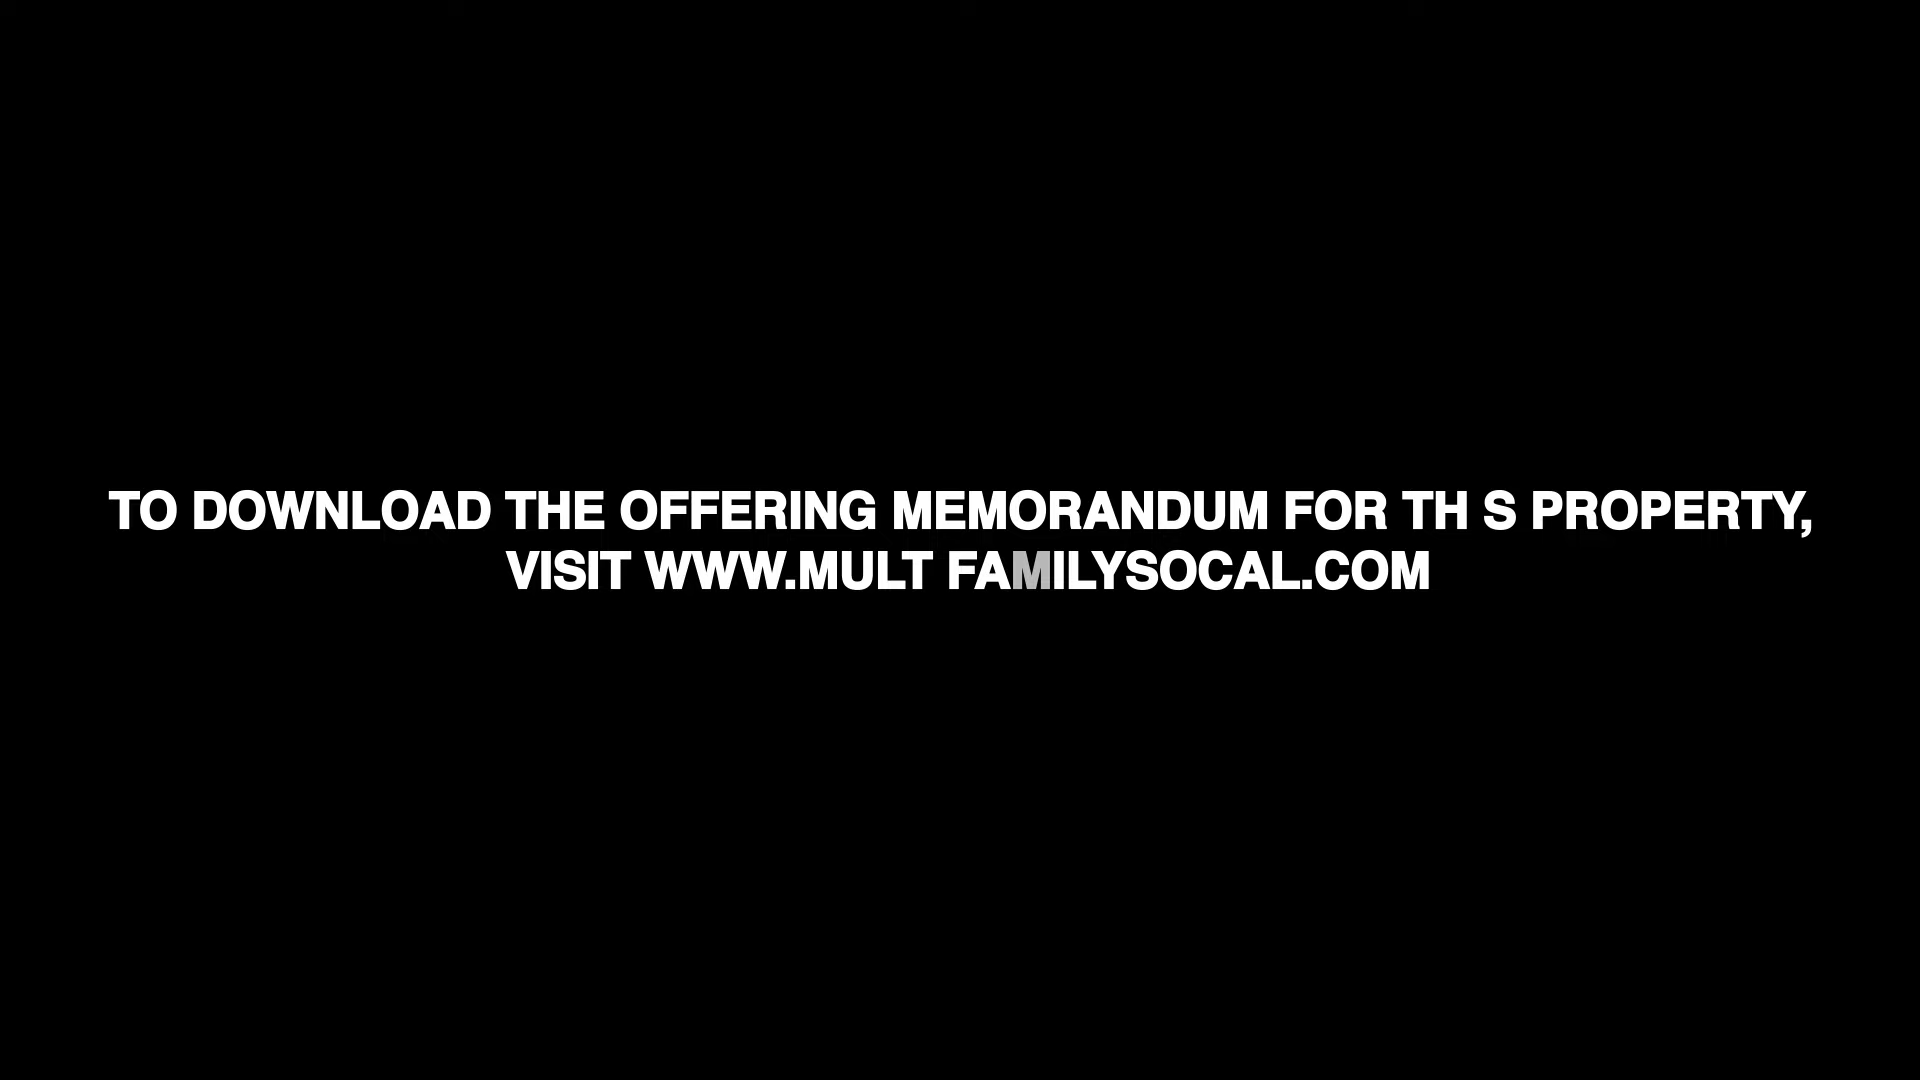 TO DOWNLOAD THE OFFERING MEMORANDUM FOR TH S PROPERTY,
VISIT WWW.MULT FAMILYSOCAL.COM